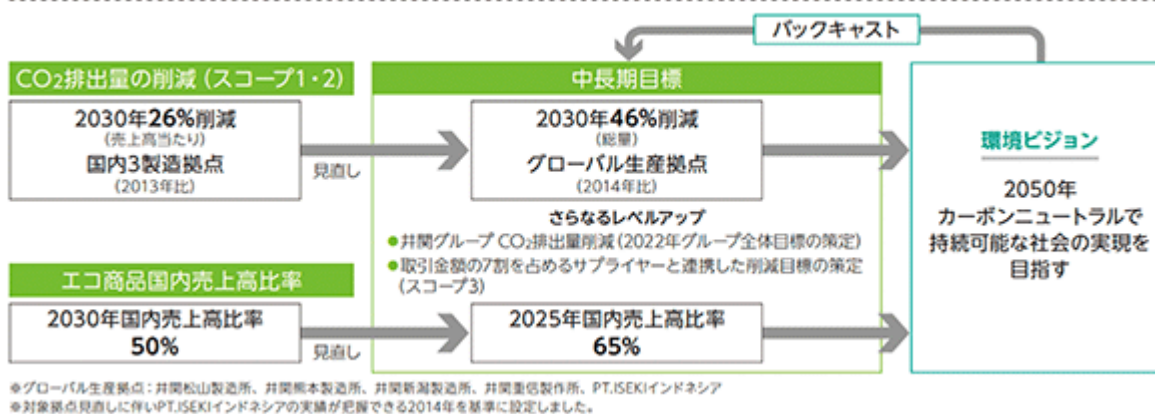 バックキャスト
CO2排出量の削減（スコープ1・2）
2030年26%削減
（売上高当たり）
国内3製造拠点
（2013年比）
見直し
中長期目標
2030年46%削減
（総量）
グローバル生産拠点
（2014年比）
さらなるレベルアップ
●井関グループ CO2排出量削減（2022年グループ全体目標の策定）
●取引金額の7割を占めるサプライヤーと連携した削減目標の策定
（スコープ3）
エコ商品国内売上高比率
2030年国内売上高比率
50%
見直し
2025年国内売上高比率
65%
環境ビジョン
2050年
カーボンニュートラルで
持続可能な社会の実現を
目指す
※グローバル生産拠点：井関松山製造所、井関熊本製造所、井関新潟製造所、井関重信製作所、PT.ISEKIインドネシア
※対象拠点見直しに伴いPT.ISEKIインドネシアの実績が把握できる2014年を基準に設定しました。